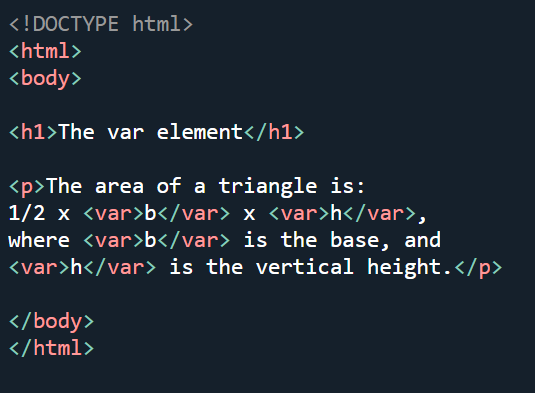 <!DOCTYPE html>
<html>
<body>
<h1>The var element</h1>
<p>The area of a triangle is:
1/2 x <var>b</var> x <var>h</var>,
where <var>b</var> is the base, and
<var>h</var> is the vertical height.</p>
</body>
</html>